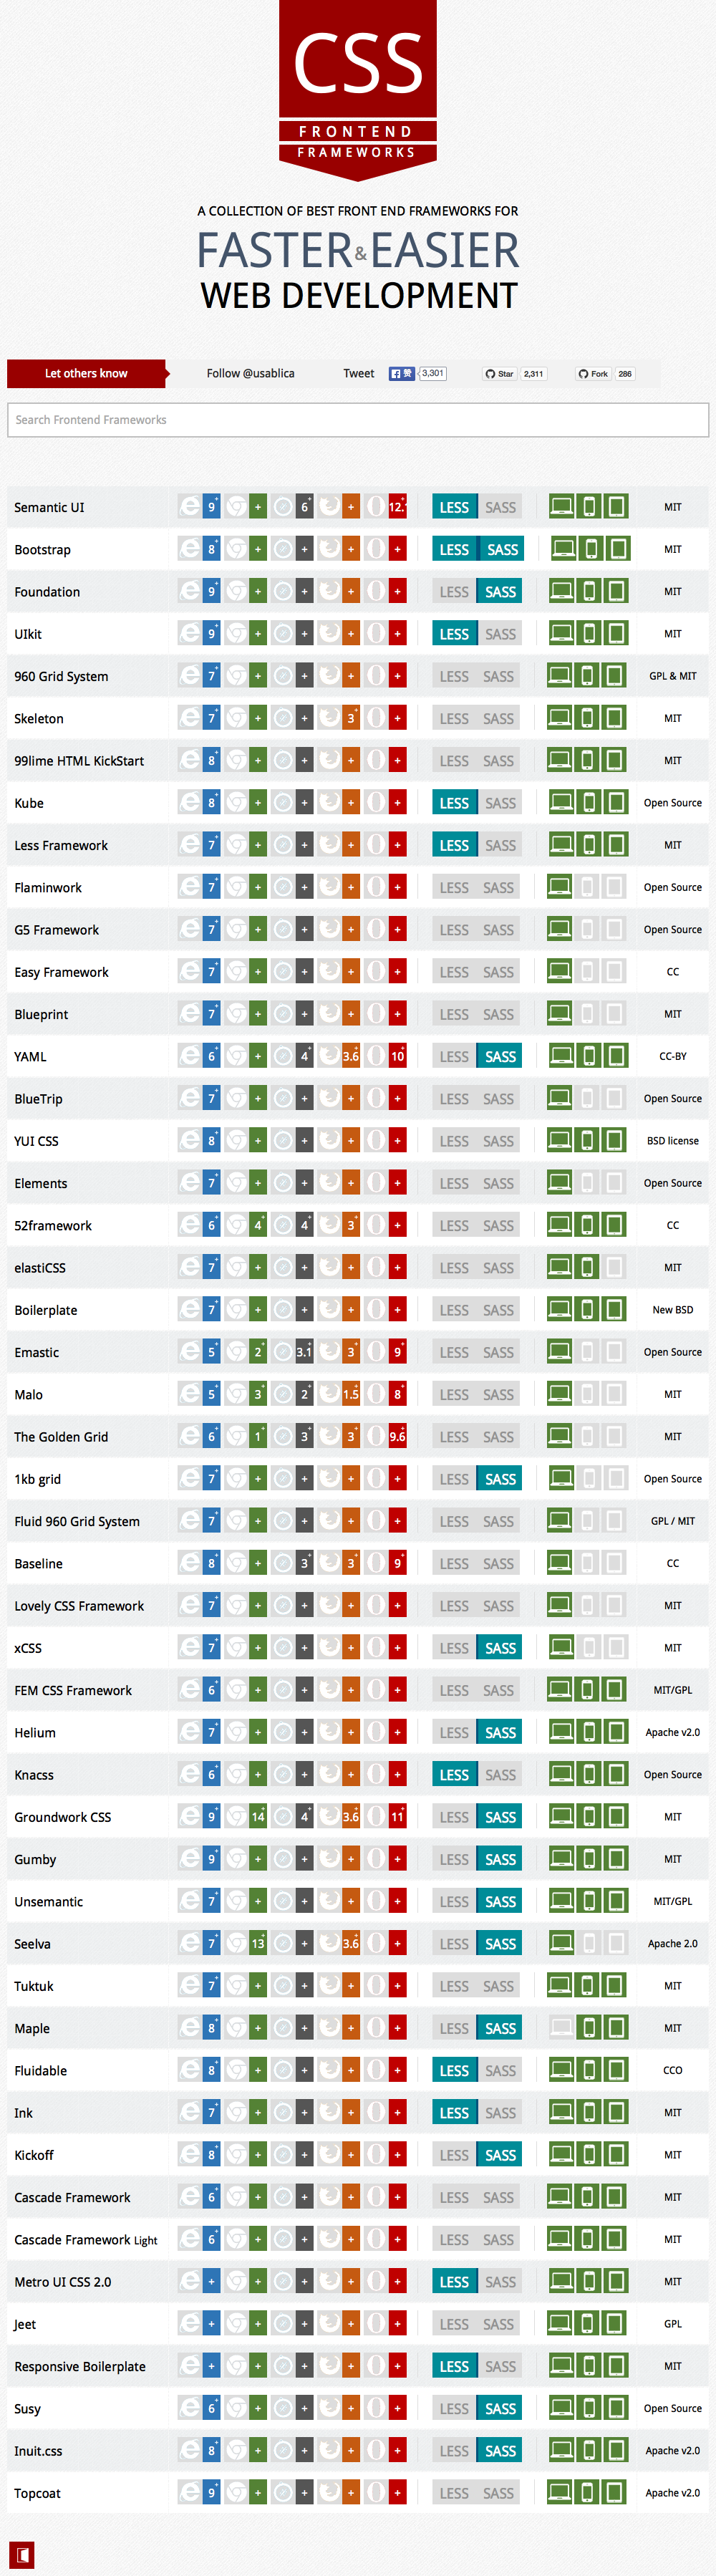 CSS
FRONTEND
FRAMEWORKS
A COLLECTION OF BEST FRONT END FRAMEWORKS FOR
FASTER & EASIER
WEB DEVELOPMENT
Let others know Follow @usablica Tweet 赞 3,301 Star 2,311 Fork 286
Search Frontend Frameworks
Semantic UI 9+ + 6+ + 12.+ LESS SASS MIT
Bootstrap 8+ + + + + LESS SASS MIT
Foundation 9+ + + + + LESS SASS MIT
UIkit 9+ + + + + LESS SASS MIT
960 Grid System 7+ + + + + LESS SASS GPL & MIT
Skeleton 7+ + + 3+ + LESS SASS MIT
99lime HTML KickStart 8+ + + + + LESS SASS MIT
Kube 8+ + + + + LESS SASS Open Source
Less Framework 7+ + + + + LESS SASS MIT
Flaminwork 7+ + + + + LESS SASS Open Source
G5 Framework 7+ + + + + LESS SASS Open Source
Easy Framework 7+ + + + + LESS SASS CC
Blueprint 7+ + + + + LESS SASS MIT
YAML 6+ + 4+ 3.6+ 10+ LESS SASS CC-BY
BlueTrip 7+ + + + + LESS SASS Open Source
YUI CSS 8+ + + + + LESS SASS BSD license
Elements 7+ + + + + LESS SASS Open Source
52framework 6+ 4+ 4+ 3+ + LESS SASS CC
elastiCSS 7+ + + + + LESS SASS MIT
Boilerplate 7+ + + + + LESS SASS New BSD
Emastic 5+ 2+ 3.1+ 3+ 9+ LESS SASS Open Source
Malo 5+ 3+ 2+ 1.5+ 8+ LESS SASS MIT
The Golden Grid 6+ 1+ 3+ 3+ 9.6+ LESS SASS MIT
1kb grid 7+ + + + + LESS SASS Open Source
Fluid 960 Grid System 7+ + + + + LESS SASS GPL / MIT
Baseline 8+ + 3+ 3+ 9+ LESS SASS CC
Lovely CSS Framework 7+ + + + + LESS SASS MIT
xCSS 7+ + + + + LESS SASS MIT
FEM CSS Framework 6+ + + + + LESS SASS MIT/GPL
Helium 7+ + + + + LESS SASS Apache v2.0
Knacss 6+ + + + + LESS SASS Open Source
Groundwork CSS 9+ 14+ 4+ 3.6+ 11+ LESS SASS MIT
Gumby 9+ + + + + LESS SASS MIT
Unsemantic 7+ + + + + LESS SASS MIT/GPL
Seelva 7+ 13+ + 3.6+ + LESS SASS Apache 2.0
Tuktuk 7+ + + + + LESS SASS MIT
Maple 8+ + + + + LESS SASS MIT
Fluidable 8+ + + + + LESS SASS CCO
Ink 7+ + + + + LESS SASS MIT
Kickoff 8+ + + + + LESS SASS MIT
Cascade Framework 6+ + + + + LESS SASS MIT
Cascade Framework Light 6+ + + + + LESS SASS MIT
Metro UI CSS 2.0 + + + + + LESS SASS MIT
Jeet + + + + + LESS SASS GPL
Responsive Boilerplate + + + + + LESS SASS MIT
Susy 6+ + + + + LESS SASS Open Source
Inuit.css 8+ + + + + LESS SASS Apache v2.0
Topcoat 9+ + + + + LESS SASS Apache v2.0